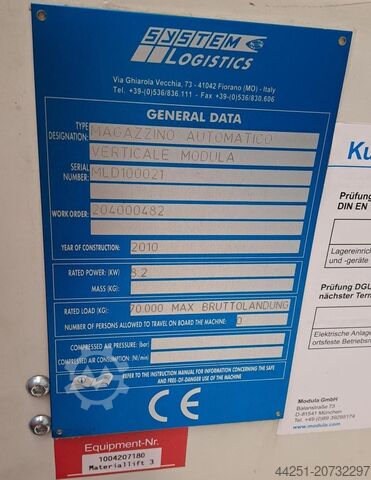 SYSTEM
LOGISTICS
Via Ghiarola Vecchia, 73 - 41042 Fiorano (MO) - Italy
Tel. +39-(0)536/836.111 - Fax +39-(0)536/830.606
GENERAL DATA
TYPE DESIGNATION: MAGAZZINO AUTOMATICO
VERTICALE MODULA
SERIAL NUMBER: MLD100021
WORK ORDER: 204000482
YEAR OF CONSTRUCTION: 2010
RATED POWER: (KW) 8.2
MASS (KG):
RATED LOAD (KG): 70.000 MAX BRUTTOLANDUNG
NUMBER OF PERSONS ALLOWED TO TRAVEL ON BOARD THE MACHINE: 0
COMPRESSED AIR PRESSURE: (bar)
COMPRESSED AIR CONSUMPTION: (Nl/min)
REFER TO THE INSTRUCTION MANUAL FOR INFORMATION CONCERNING THE SAFE
AND FREE-OF-DANGER USE OF THE MACHINE
CE
Equipment-Nr.
1004207180
Materiallift 3
Ku
Prüfung
DIN EN
Lagereinrich
und -geräte
Prüfung DGU
nächster Term
Elektrische Anlag
ortsfeste Betriebsm
Modula GmbH
Balanstraße 73
D-81541 München
www.modula.com
44251-20732297